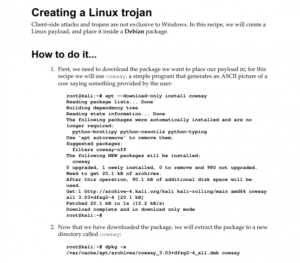 Creating a Linux trojan
Client-side attacks and trojans are not exclusive to Windows. In this recipe, we will create a
Linux payload, and place it inside a Debian package.
How to do it...
1. First, we need to download the package we want to place our payload in; for this
recipe we will use cowsay, a simple program that generates an ASCII picture of a
cow saying something provided by the user:
root@kali:~# apt --download-only install cowsay
Reading package lists... Done
Building dependency tree
Reading state information... Done
The following packages were automatically installed and are no
longer required:
python-brotlipy python-cssutils python-typing
Use 'apt autoremove' to remove them.
Suggested packages:
filters cowsay-off
The following NEW packages will be installed:
cowsay
0 upgraded, 1 newly installed, 0 to remove and 980 not upgraded.
Need to get 20.1 kB of archives.
After this operation, 90.1 kB of additional disk space will be
used.
Get:1 http://archive-4.kali.org/kali kali-rolling/main amd64 cowsay
all 3.03+dfsg2-4 [20.1 kB]
Fetched 20.1 kB in 1s (15.2 kB/s)
Download complete and in download only mode
root@kali:~#
2. Now that we have downloaded the package, we will extract the package to a new
directory called cowsay:
root@kali:~# dpkg -x
/var/cache/apt/archives/cowsay_3.03+dfsg2-4_all.deb cowsay